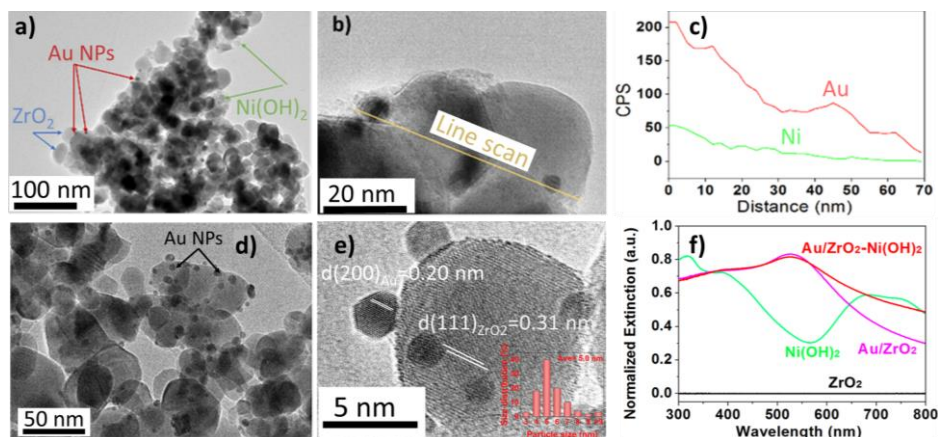 a)
Au NPs
ZrO₂
Ni(OH)₂
100 nm
b)
Line scan
20 nm
c)
CPS
200
150
100
50
0
Au
Ni
0 10 20 30 40 50 60 70
Distance (nm)
d)
Au NPs
50 nm
e)
d(200)Au=0.20 nm
d(111)ZrO2=0.31 nm
5 nm
Particle size (nm)
f)
Normalized Extinction (a.u.)
1.0
0.8
0.6
0.4
0.2
0.0
Au/ZrO₂-Ni(OH)₂
Ni(OH)₂
Au/ZrO₂
ZrO₂
300 400 500 600 700 800
Wavelength (nm)